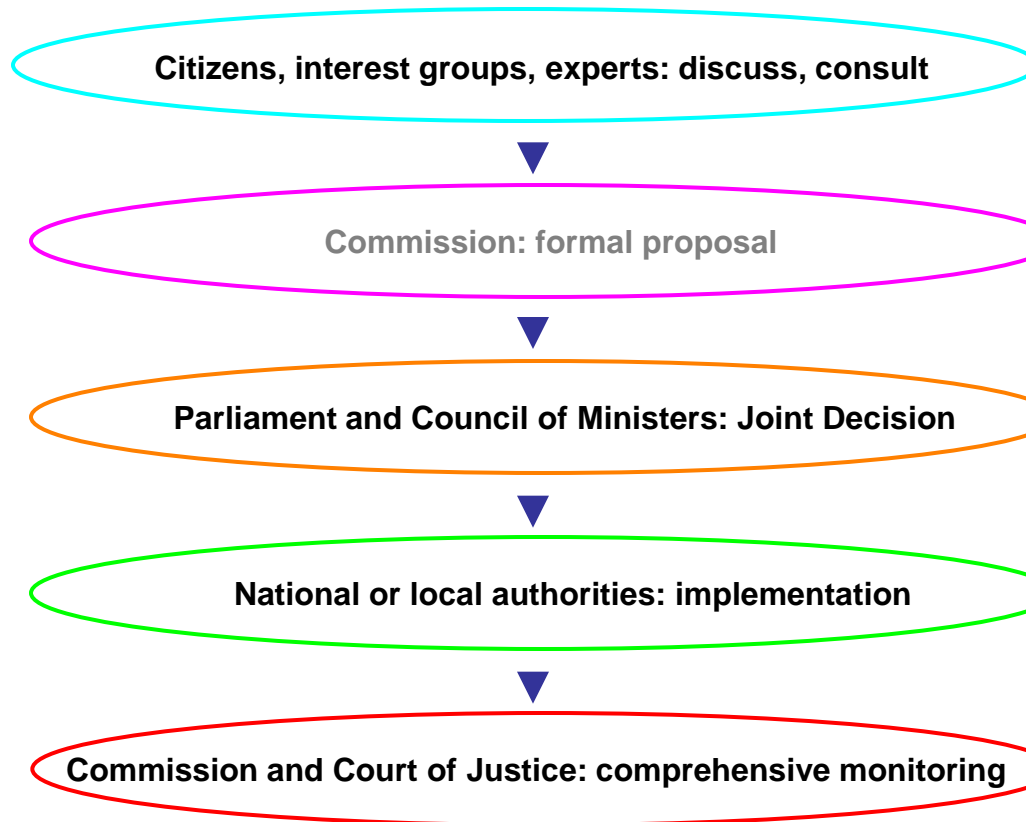 Citizens, interest groups, experts: discuss, consult
Commission: formal proposal
Parliament and Council of Ministers: Joint Decision
National or local authorities: implementation
Commission and Court of Justice: comprehensive monitoring